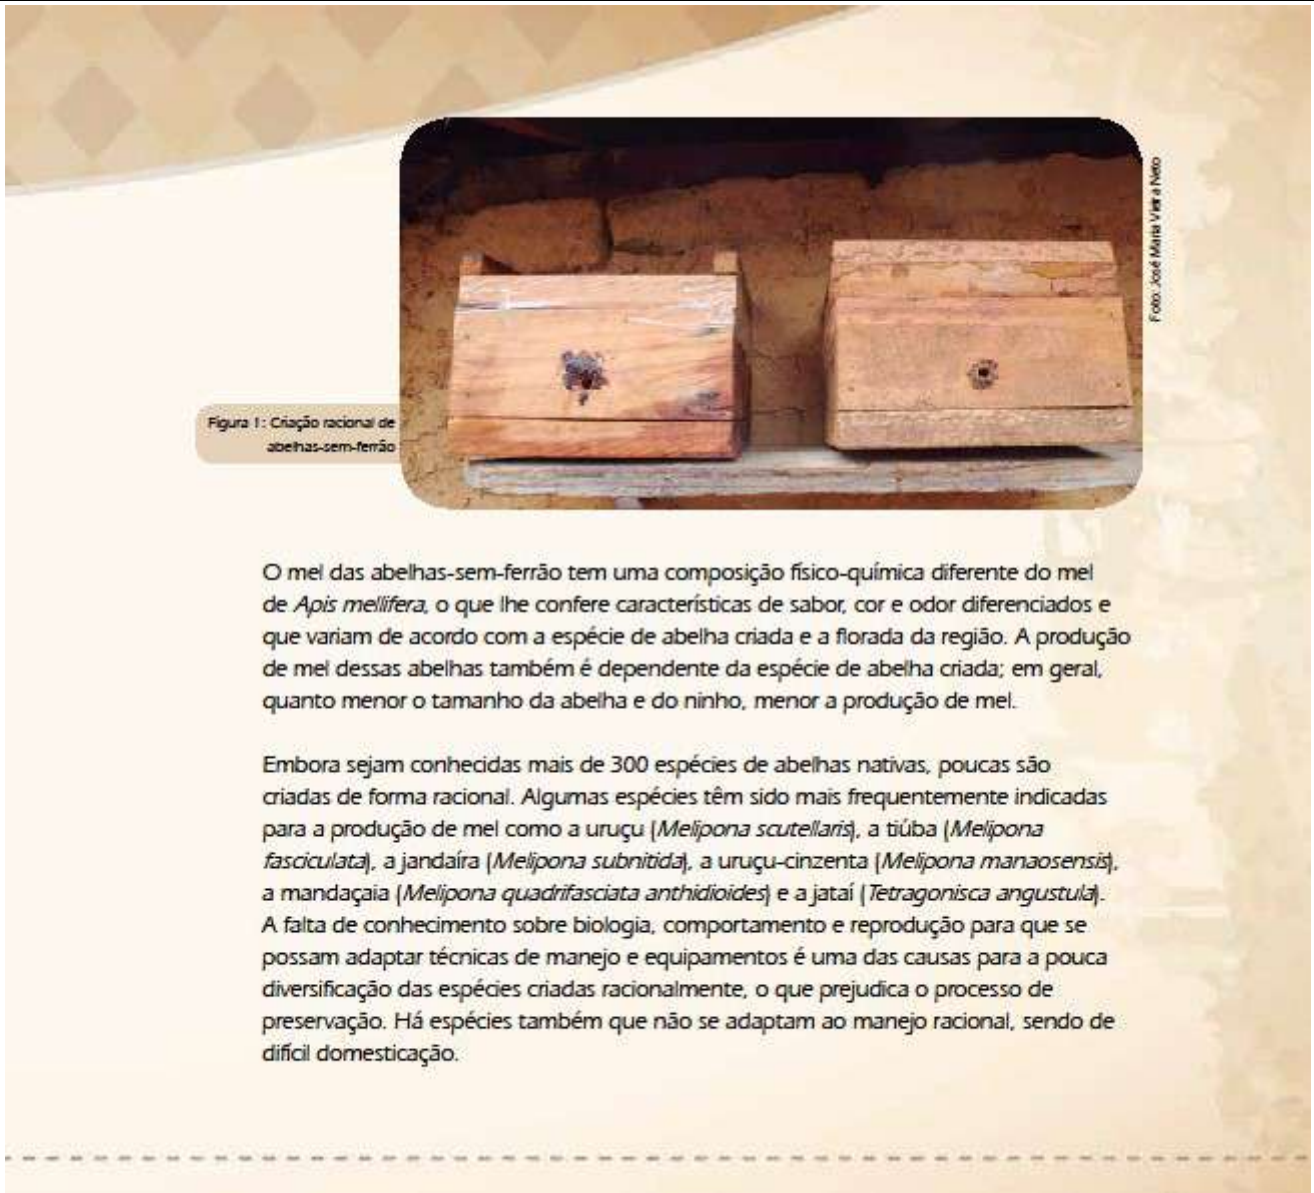 Foto: José Maria Vieira Neto
Figura 1: Criação racional de
abelhas-sem-ferrão
O mel das abelhas-sem-ferrão tem uma composição físico-química diferente do mel
de Apis mellifera, o que lhe confere características de sabor, cor e odor diferenciados e
que variam de acordo com a espécie de abelha criada e a florada da região. A produção
de mel dessas abelhas também é dependente da espécie de abelha criada; em geral,
quanto menor o tamanho da abelha e do ninho, menor a produção de mel.
Embora sejam conhecidas mais de 300 espécies de abelhas nativas, poucas são
criadas de forma racional. Algumas espécies têm sido mais frequentemente indicadas
para a produção de mel como a uruçu (Melipona scutellaris), a tiúba (Melipona
fasciculata), a jandaíra (Melipona subnitida), a uruçu-cinzenta (Melipona manaosensis),
a mandaçaia (Melipona quadrifasciata anthidioides) e a jataí (Tetragonisca angustula).
A falta de conhecimento sobre biologia, comportamento e reprodução para que se
possam adaptar técnicas de manejo e equipamentos é uma das causas para a pouca
diversificação das espécies criadas racionalmente, o que prejudica o processo de
preservação. Há espécies também que não se adaptam ao manejo racional, sendo de
difícil domesticação.